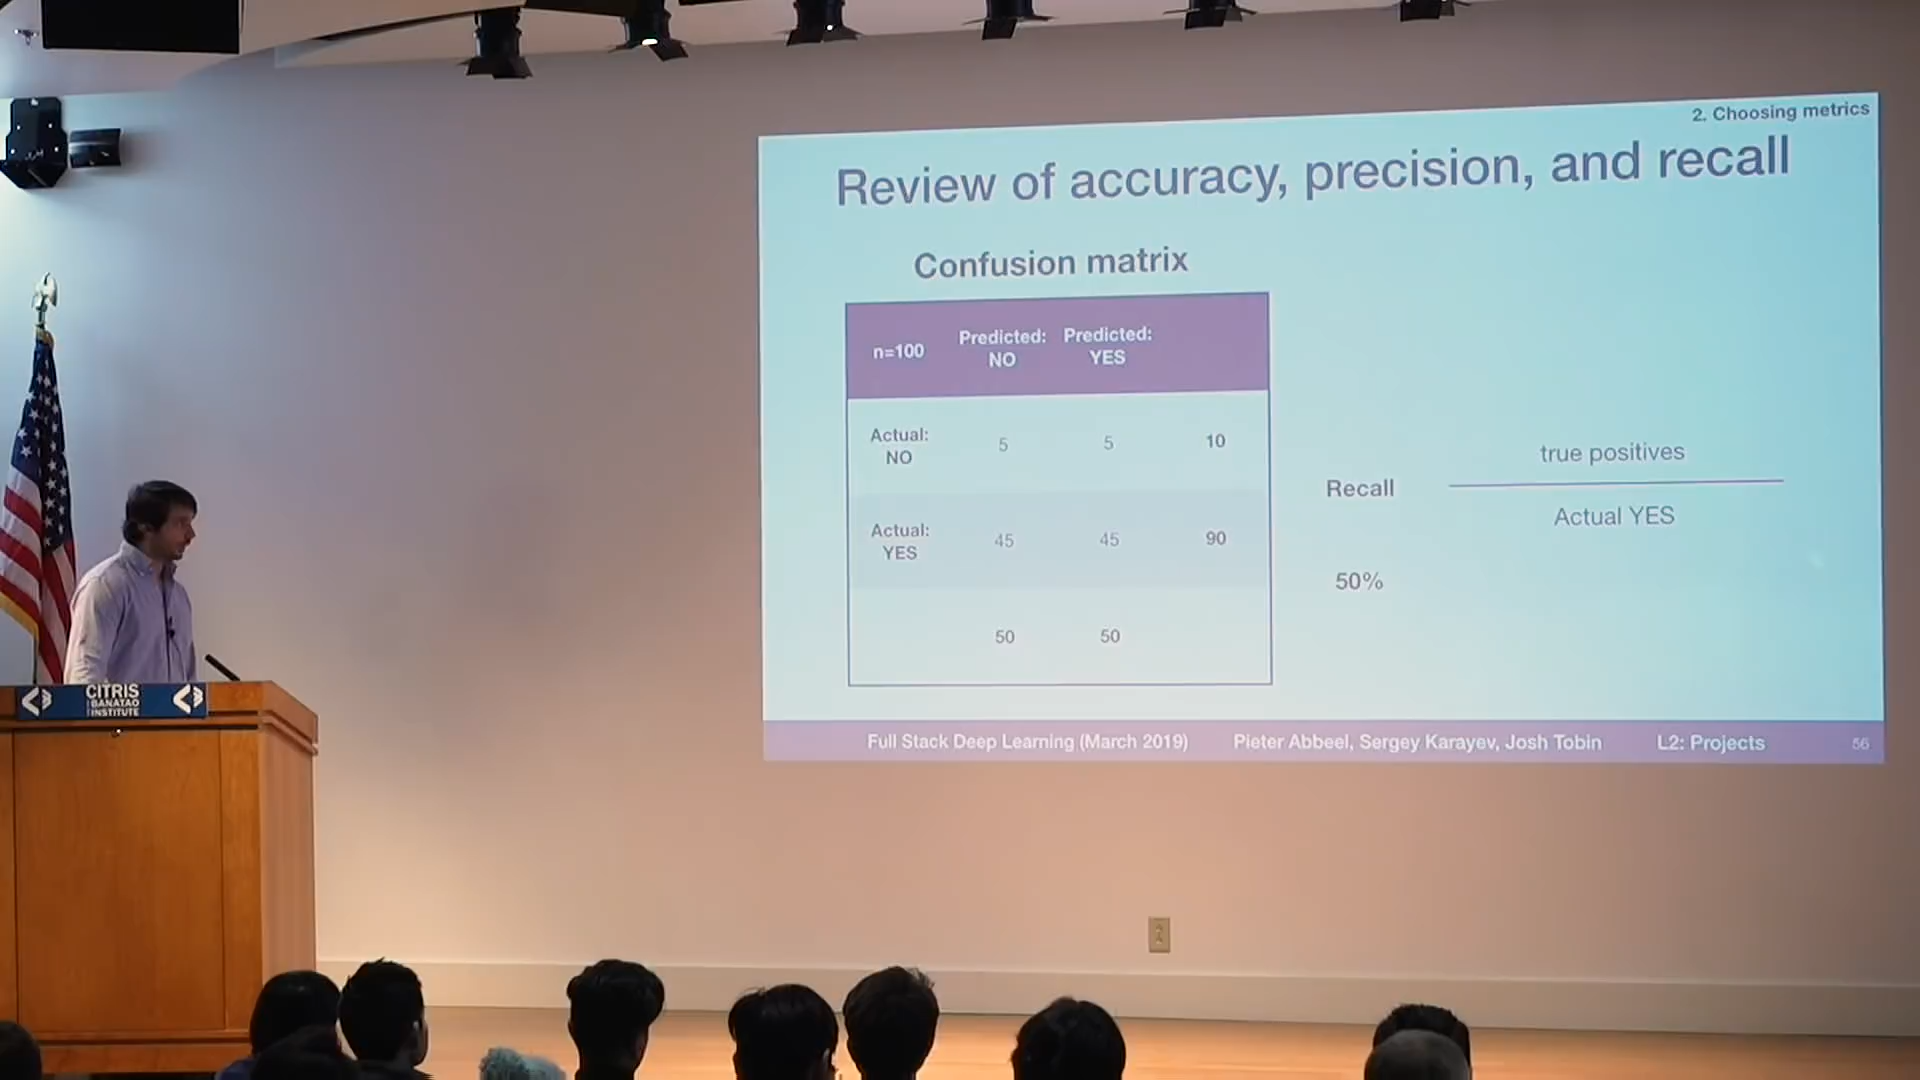 2. Choosing metrics
Review of accuracy, precision, and recall
Confusion matrix
n=100 Predicted: NO Predicted: YES
Actual: NO 5 5 10
Actual: YES 45 45 90
50 50
Recall
true positives
Actual YES
50%
Full Stack Deep Learning (March 2019) Pieter Abbeel, Sergey Karayev, Josh Tobin L2: Projects 56
CITRIS
BANATAO
INSTITUTE